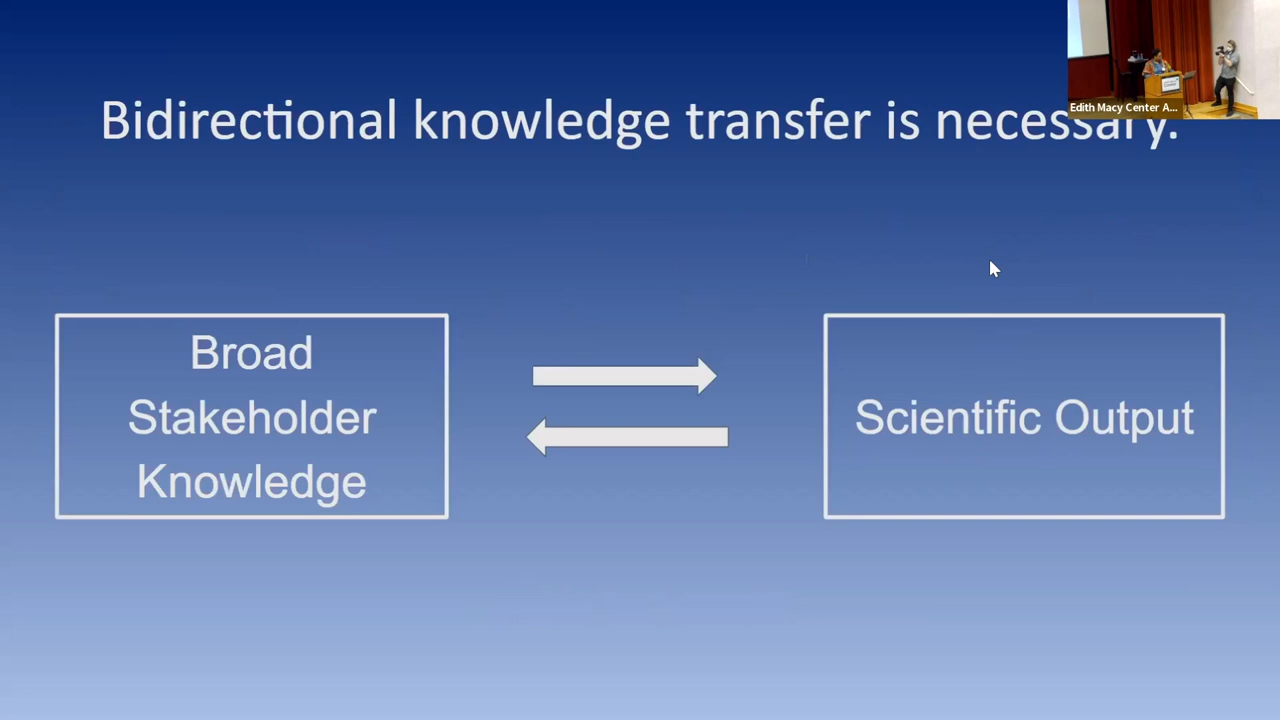 Bidirectional knowledge transfer is necessary.
Edith Macy Center A...
Broad
Stakeholder
Knowledge
Scientific Output